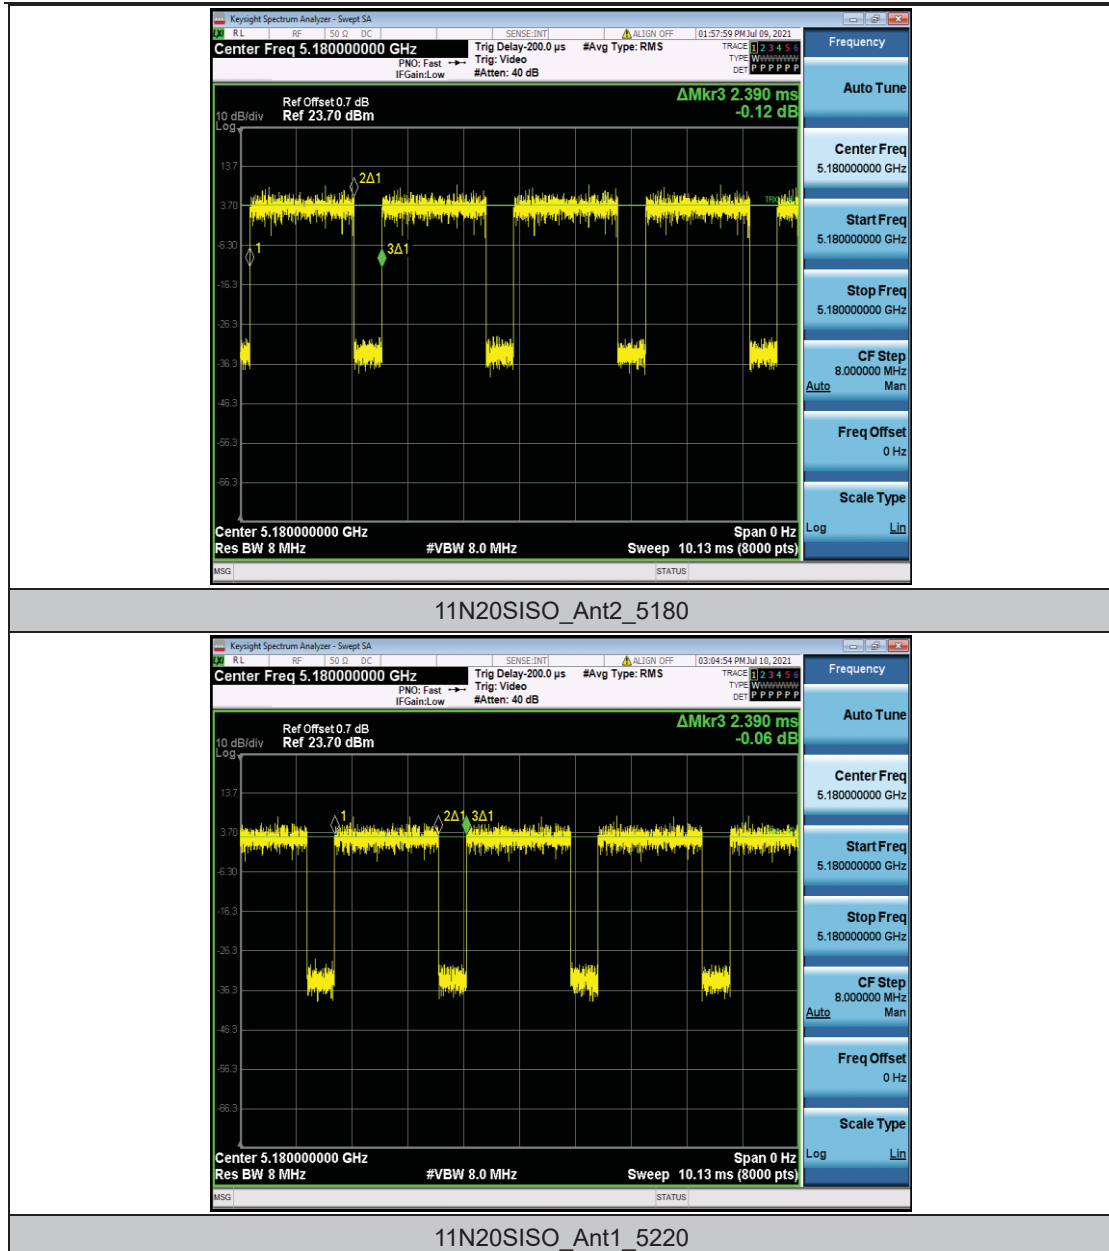 Keysight Spectrum Analyzer - Swept SA
LXI RL RF 50 Ω DC SENSE:INT ALIGN OFF 01:57:59 PM Jul 09, 2021
Center Freq 5.180000000 GHz
PNO: Fast
IFGain:Low
Trig Delay-200.0 µs
Trig: Video
#Atten: 40 dB
#Avg Type: RMS
TRACE 1 2 3 4 5 6
TYPE W
DET P P P P P P
ΔMkr3 2.390 ms
-0.12 dB
Ref Offset 0.7 dB
10 dB/div Ref 23.70 dBm
Log
13.7
3.70
-6.30
-16.3
-26.3
-36.3
-46.3
-56.3
-66.3
2Δ1
1
3Δ1
Center 5.180000000 GHz Span 0 Hz
Res BW 8 MHz #VBW 8.0 MHz Sweep 10.13 ms (8000 pts)
MSG STATUS
Frequency
Auto Tune
Center Freq
5.180000000 GHz
Start Freq
5.180000000 GHz
Stop Freq
5.180000000 GHz
CF Step
8.000000 MHz
Auto Man
Freq Offset
0 Hz
Scale Type
Log Lin
11N20SISO_Ant2_5180
Keysight Spectrum Analyzer - Swept SA
LXI RL RF 50 Ω DC SENSE:INT ALIGN OFF 03:04:54 PM Jul 10, 2021
Center Freq 5.180000000 GHz
PNO: Fast
IFGain:Low
Trig Delay-200.0 µs
Trig: Video
#Atten: 40 dB
#Avg Type: RMS
TRACE 1 2 3 4 5 6
TYPE W
DET P P P P P P
ΔMkr3 2.390 ms
-0.06 dB
Ref Offset 0.7 dB
10 dB/div Ref 23.70 dBm
Log
13.7
3.70
-6.30
-16.3
-26.3
-36.3
-46.3
-56.3
-66.3
1
2Δ1 3Δ1
Center 5.180000000 GHz Span 0 Hz
Res BW 8 MHz #VBW 8.0 MHz Sweep 10.13 ms (8000 pts)
MSG STATUS
Frequency
Auto Tune
Center Freq
5.180000000 GHz
Start Freq
5.180000000 GHz
Stop Freq
5.180000000 GHz
CF Step
8.000000 MHz
Auto Man
Freq Offset
0 Hz
Scale Type
Log Lin
11N20SISO_Ant1_5220